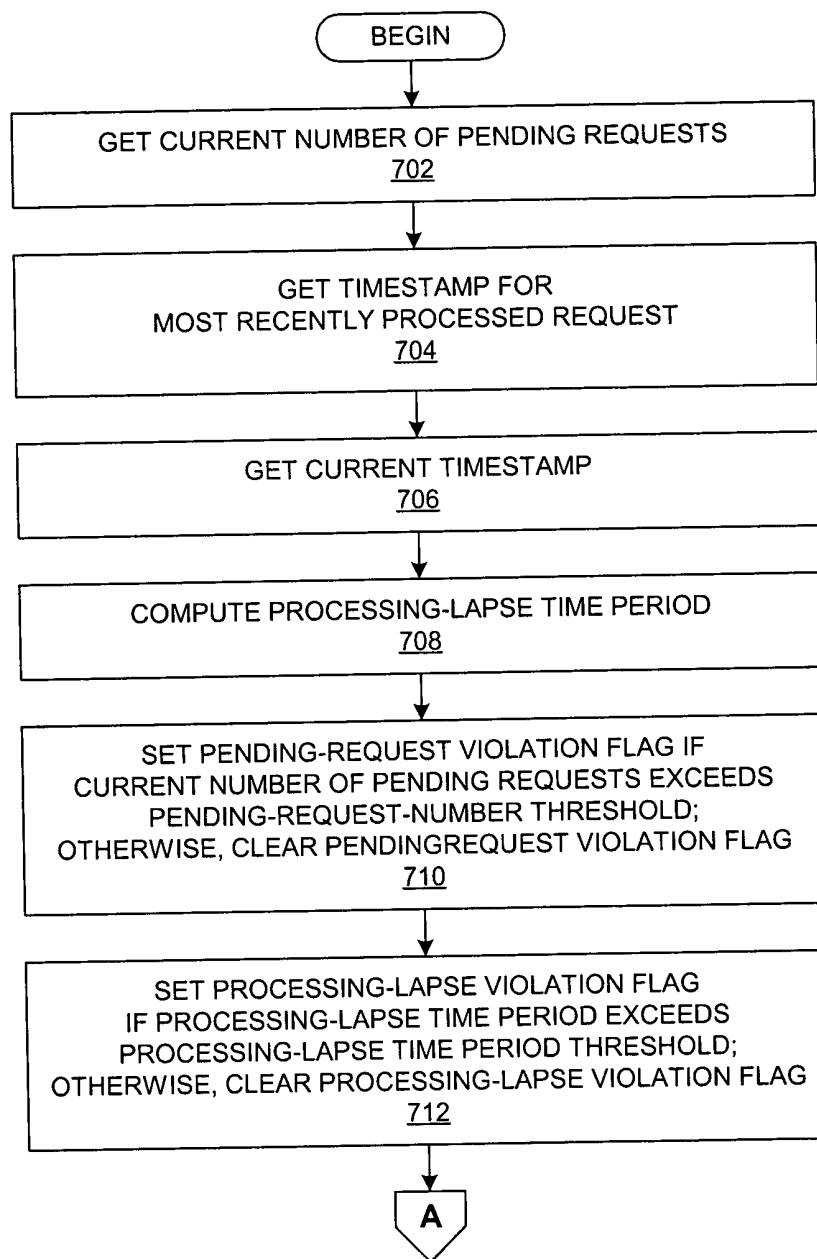 BEGIN
GET CURRENT NUMBER OF PENDING REQUESTS
702
GET TIMESTAMP FOR
MOST RECENTLY PROCESSED REQUEST
704
GET CURRENT TIMESTAMP
706
COMPUTE PROCESSING-LAPSE TIME PERIOD
708
SET PENDING-REQUEST VIOLATION FLAG IF
CURRENT NUMBER OF PENDING REQUESTS EXCEEDS
PENDING-REQUEST-NUMBER THRESHOLD;
OTHERWISE, CLEAR PENDINGREQUEST VIOLATION FLAG
710
SET PROCESSING-LAPSE VIOLATION FLAG
IF PROCESSING-LAPSE TIME PERIOD EXCEEDS
PROCESSING-LAPSE TIME PERIOD THRESHOLD;
OTHERWISE, CLEAR PROCESSING-LAPSE VIOLATION FLAG
712
A